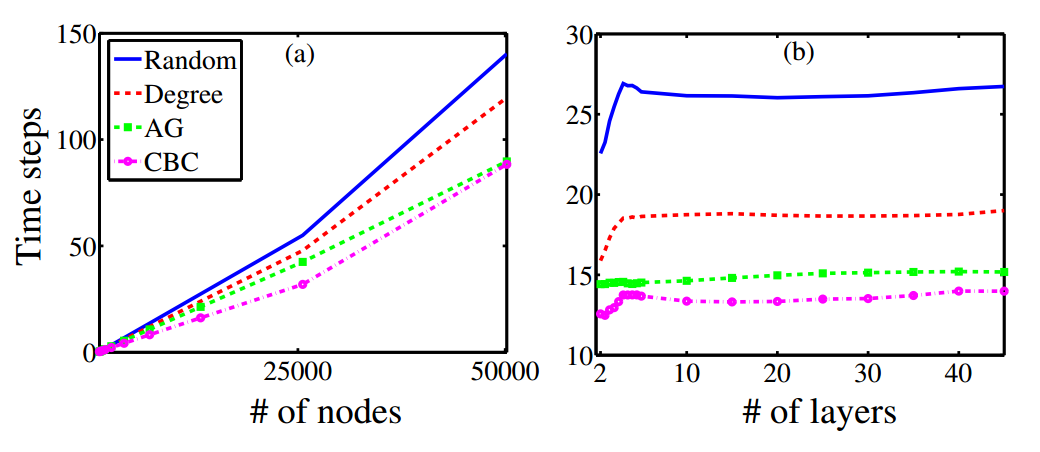 (a)
Random
Degree
AG
CBC
Time steps
150
100
50
0
25000
50000
# of nodes
(b)
30
25
20
15
10
2
10
20
30
40
# of layers